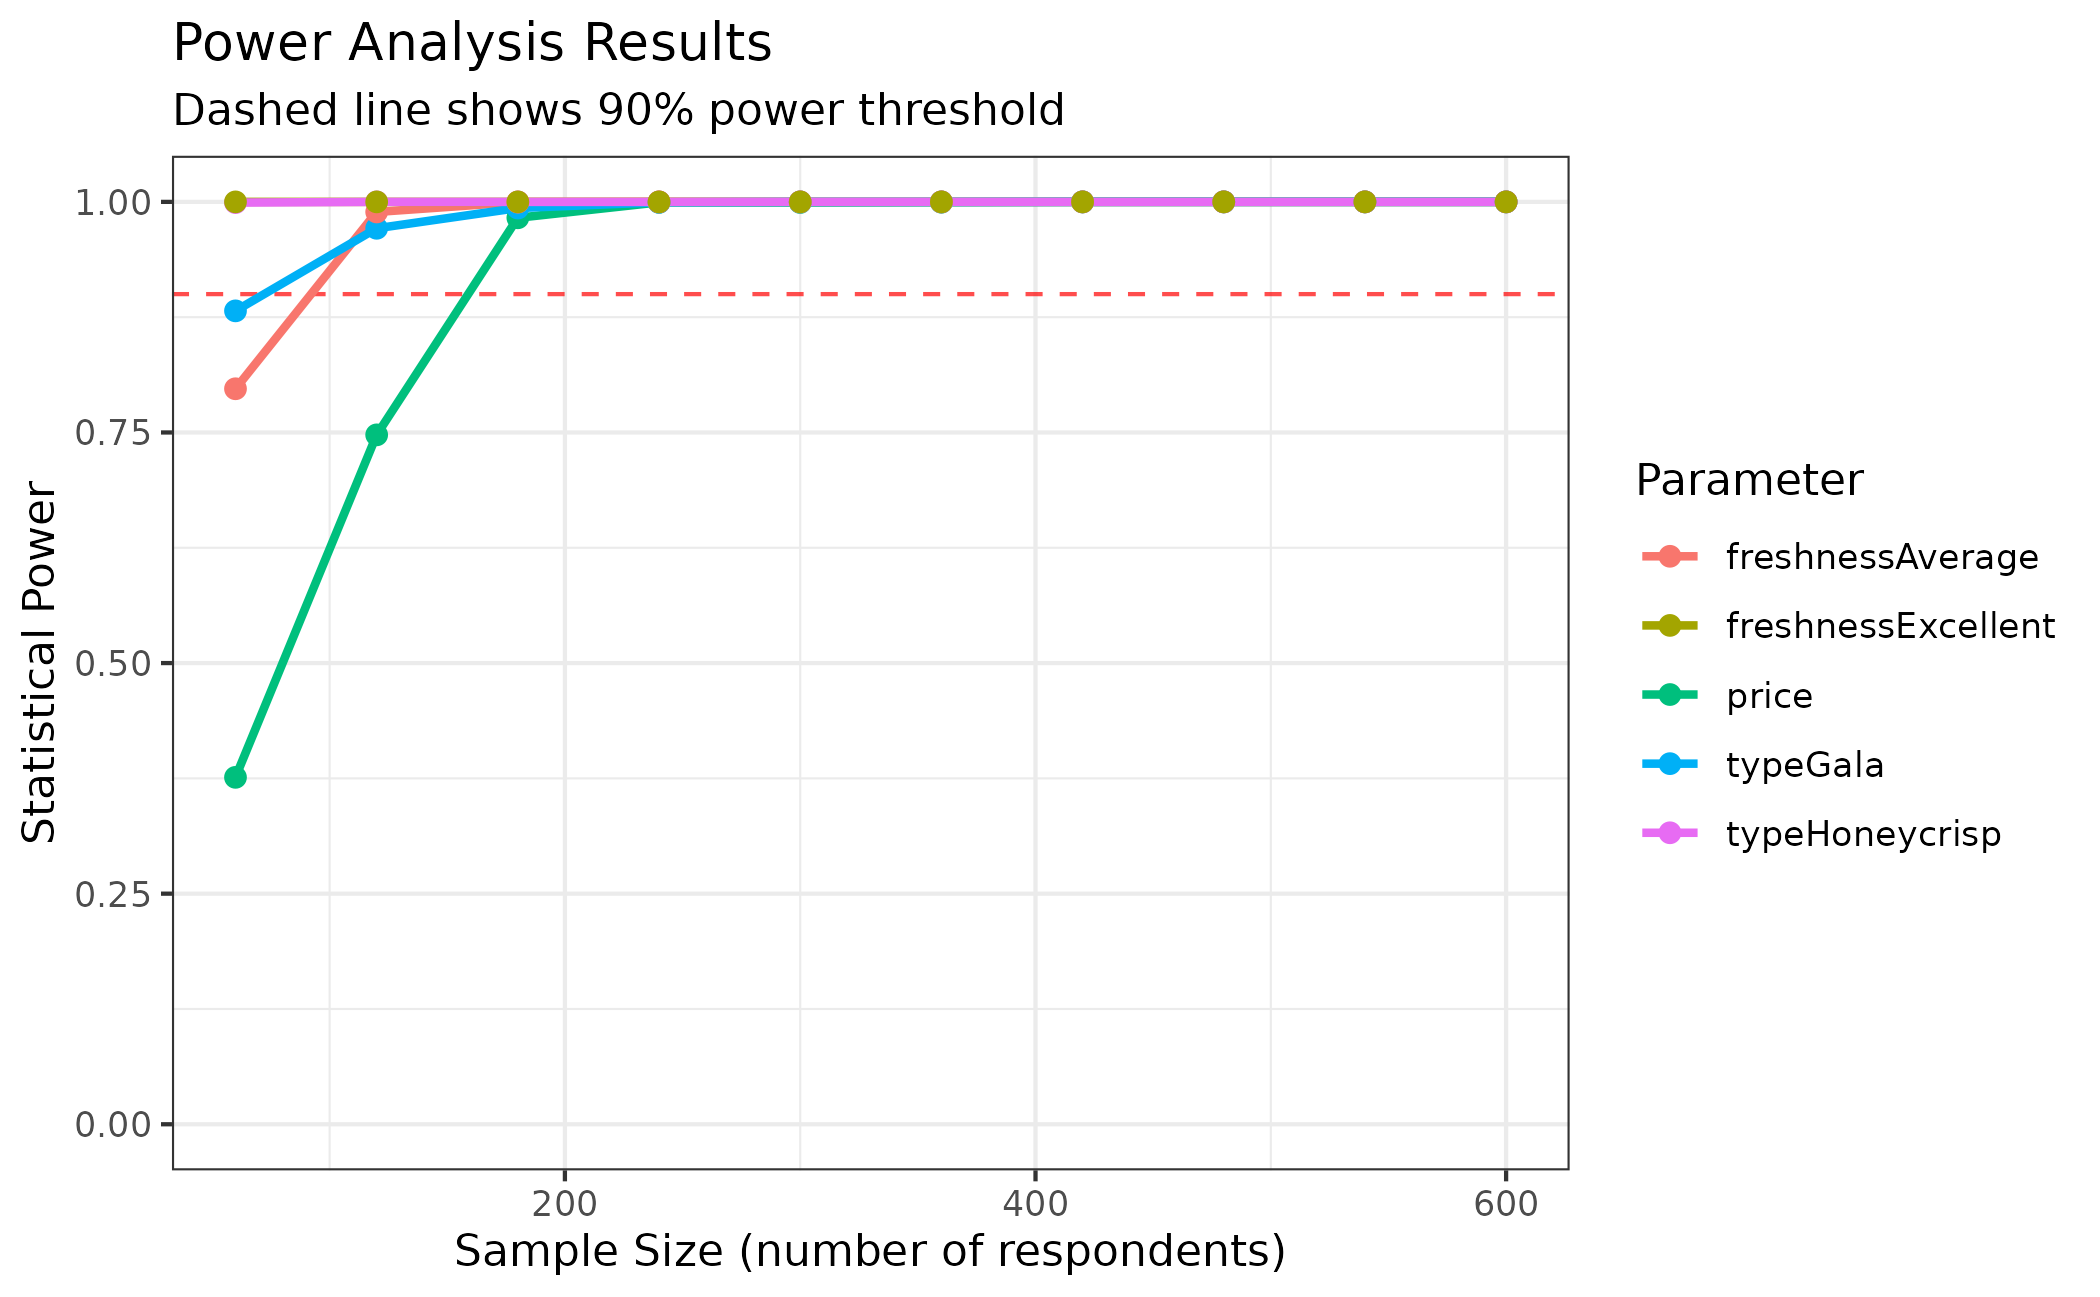 Power Analysis Results
Dashed line shows 90% power threshold
1.00
0.75
0.50
0.25
0.00
Statistical Power
200
400
600
Sample Size (number of respondents)
Parameter
freshnessAverage
freshnessExcellent
price
typeGala
typeHoneycrisp